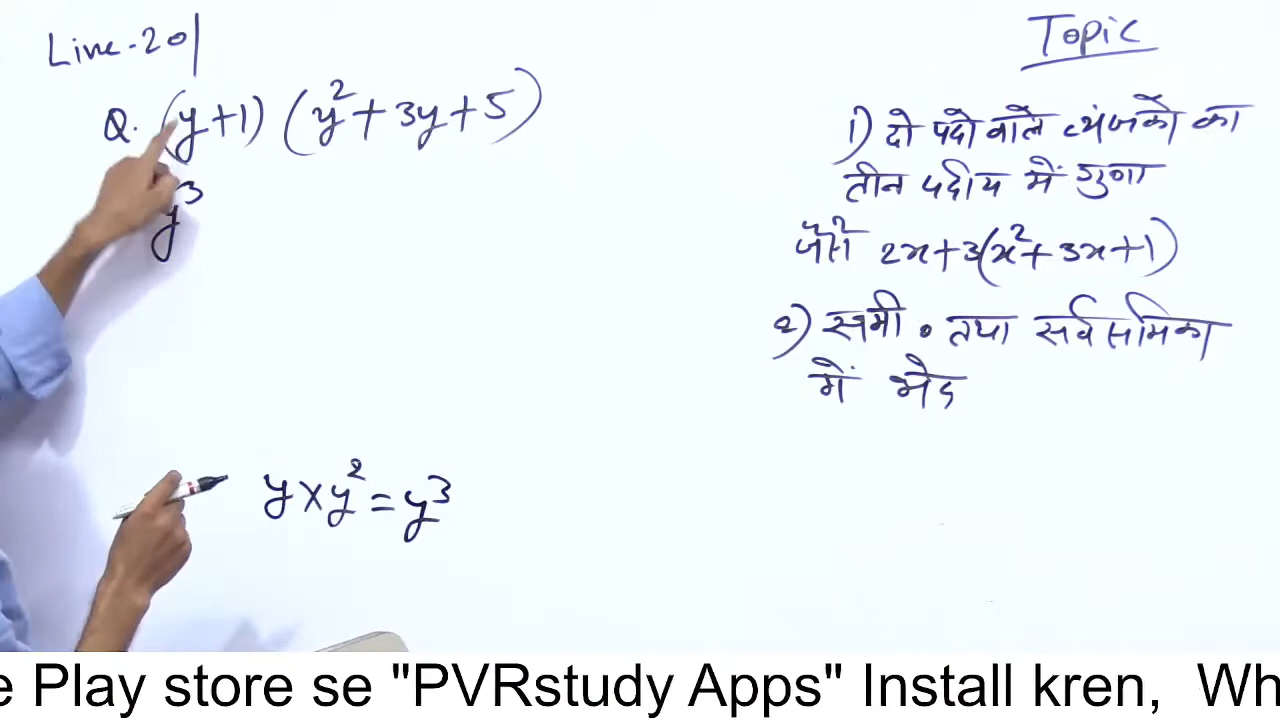 Line-201
Q. (y+1) (y²+3y+5)
y³
y×y²=y³
Topic
1) दो पदो वाले व्यंजको का
तीन पदीय में गुणा
जैसे 2x+3(x²+3x+1)
2) समी० तथा सर्वसमिका
में भेद
e Play store se "PVRstudy Apps" Install kren, Wh